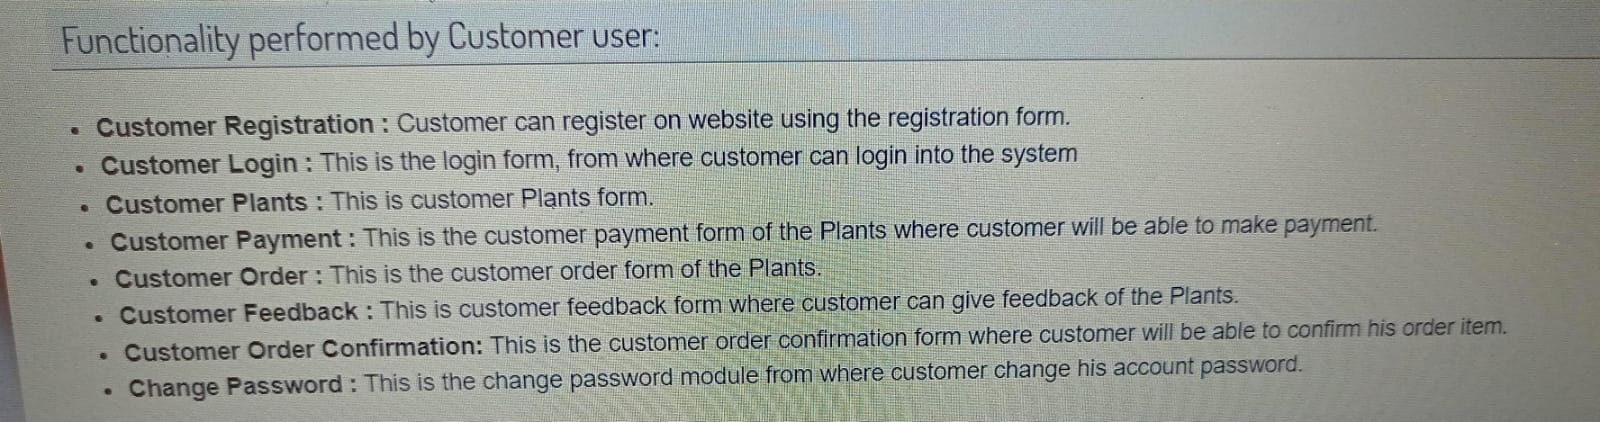 Functionality performed by Customer user:
• Customer Registration : Customer can register on website using the registration form.
• Customer Login : This is the login form, from where customer can login into the system
• Customer Plants : This is customer Plants form.
• Customer Payment : This is the customer payment form of the Plants where customer will be able to make payment.
• Customer Order : This is the customer order form of the Plants.
• Customer Feedback : This is customer feedback form where customer can give feedback of the Plants.
• Customer Order Confirmation: This is the customer order confirmation form where customer will be able to confirm his order item.
• Change Password : This is the change password module from where customer change his account password.